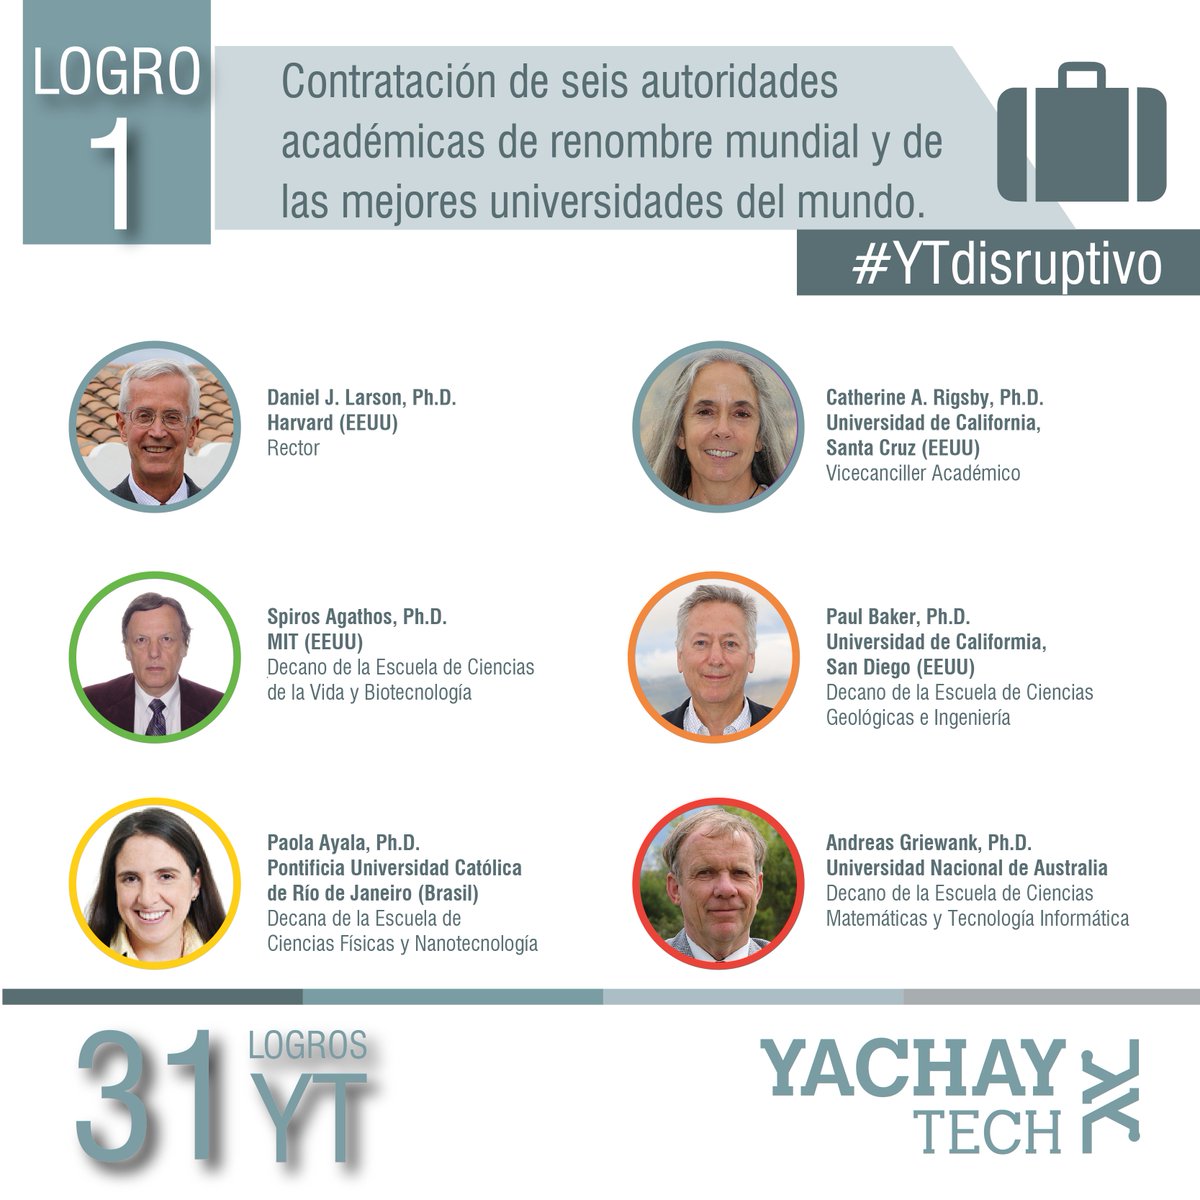 LOGRO
1
Contratación de seis autoridades
académicas de renombre mundial y de
las mejores universidades del mundo.
#YTdisruptivo
Daniel J. Larson, Ph.D.
Harvard (EEUU)
Rector
Catherine A. Rigsby, Ph.D.
Universidad de California,
Santa Cruz (EEUU)
Vicecanciller Académico
Spiros Agathos, Ph.D.
MIT (EEUU)
Decano de la Escuela de Ciencias
de la Vida y Biotecnología
Paul Baker, Ph.D.
Universidad de Califormia,
San Diego (EEUU)
Decano de la Escuela de Ciencias
Geológicas e Ingeniería
Paola Ayala, Ph.D.
Pontificia Universidad Católica
de Río de Janeiro (Brasil)
Decana de la Escuela de
Ciencias Físicas y Nanotecnología
Andreas Griewank, Ph.D.
Universidad Nacional de Australia
Decano de la Escuela de Ciencias
Matemáticas y Tecnología Informática
31
LOGROS
YT
YACHAY
TECH